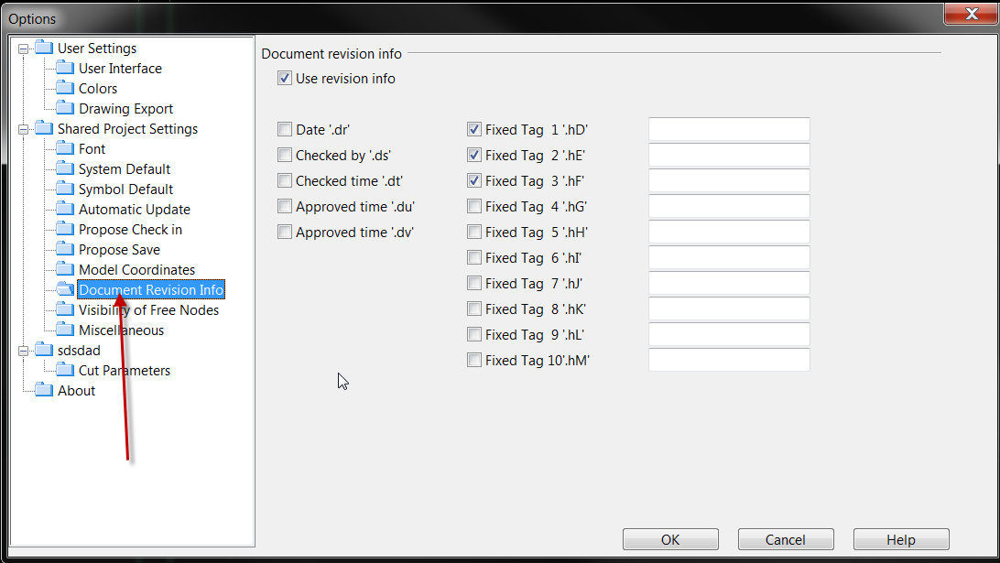 Options
User Settings
User Interface
Colors
Drawing Export
Shared Project Settings
Font
System Default
Symbol Default
Automatic Update
Propose Check in
Propose Save
Model Coordinates
Document Revision Info
Visibility of Free Nodes
Miscellaneous
sdsdad
Cut Parameters
About
Document revision info
Use revision info
Date '.dr'
Checked by '.ds'
Checked time '.dt'
Approved time '.du'
Approved time '.dv'
Fixed Tag 1 '.hD'
Fixed Tag 2 '.hE'
Fixed Tag 3 '.hF'
Fixed Tag 4 '.hG'
Fixed Tag 5 '.hH'
Fixed Tag 6 '.hI'
Fixed Tag 7 '.hJ'
Fixed Tag 8 '.hK'
Fixed Tag 9 '.hL'
Fixed Tag 10'.hM'
OK Cancel Help